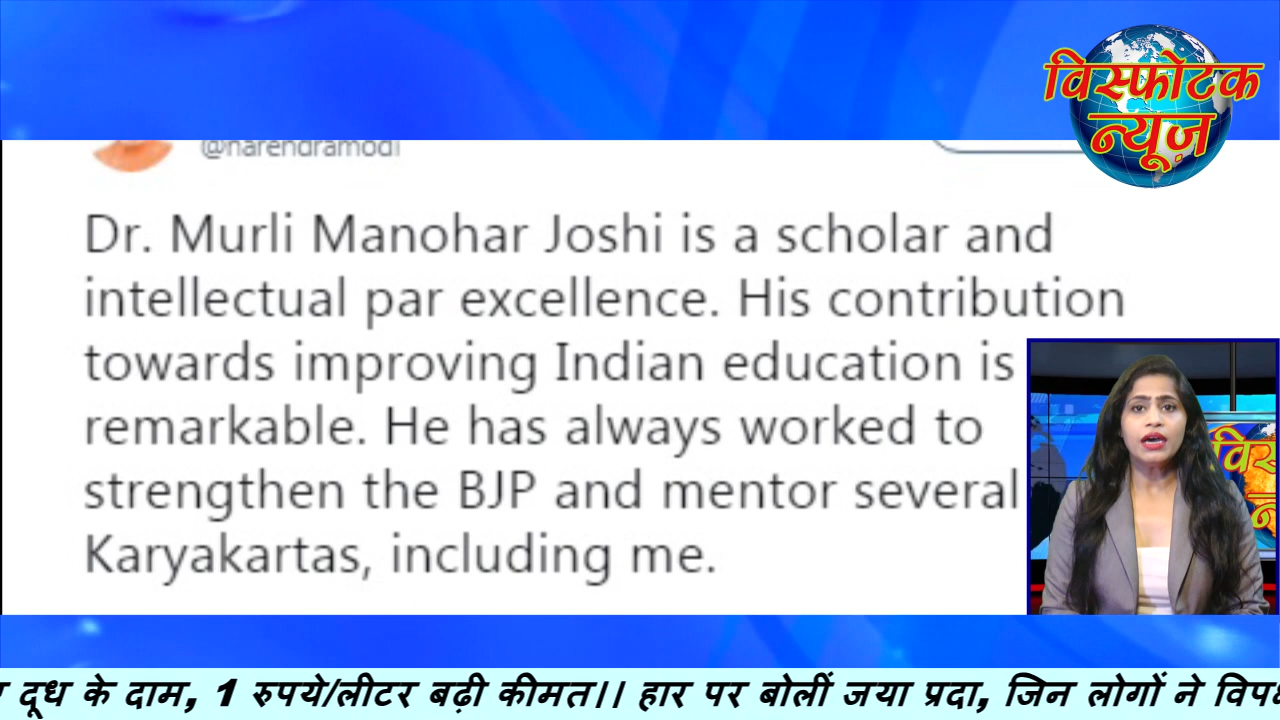 विस्फोटक
न्यूज़
@narendramodi
Dr. Murli Manohar Joshi is a scholar and
intellectual par excellence. His contribution
towards improving Indian education is
remarkable. He has always worked to
strengthen the BJP and mentor several
Karyakartas, including me.
दूध के दाम, 1 रुपये/लीटर बढ़ी कीमत।। हार पर बोलीं जया प्रदा, जिन लोगों ने